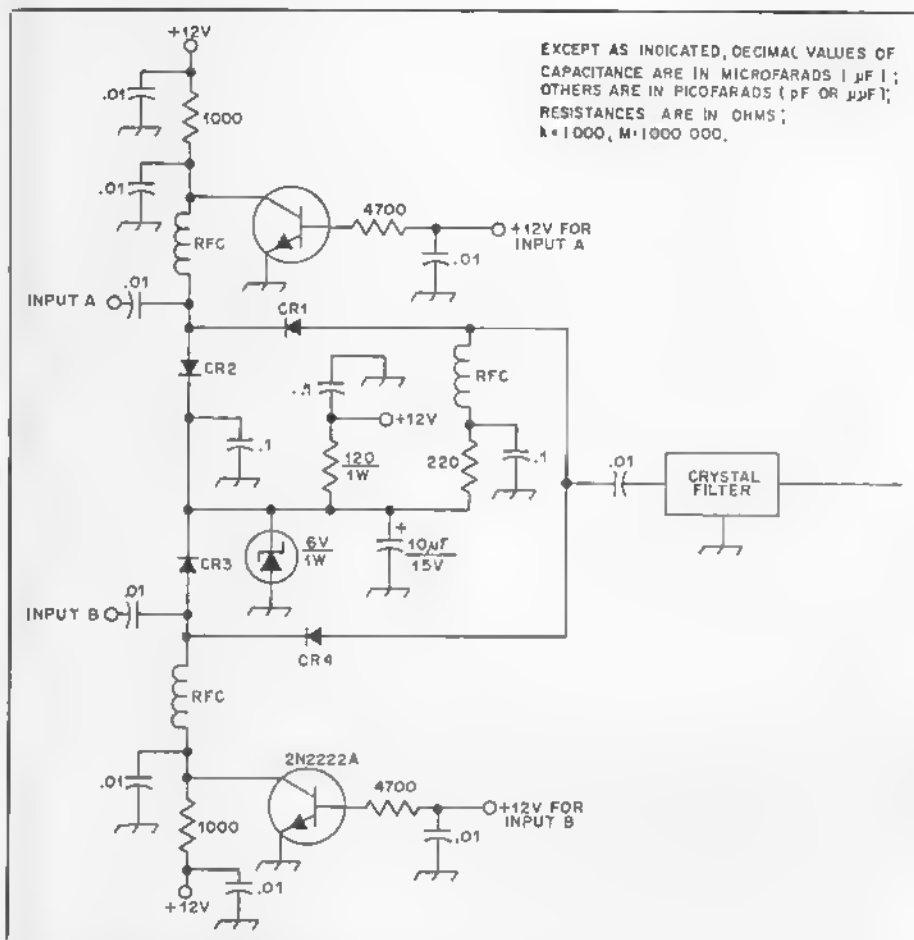 +12V
EXCEPT AS INDICATED, DECIMAL VALUES OF
CAPACITANCE ARE IN MICROFARADS ( µF ) ;
OTHERS ARE IN PICOFARADS ( pF OR µµF);
RESISTANCES ARE IN OHMS ;
k=1000, M=1000 000.
.01
1000
.01
4700
+12V FOR
INPUT A
.01
RFC
.01
INPUT A
CR1
CR2
RFC
.1
+12V
.1
120
1W
220
.1
.01
CRYSTAL
FILTER
6V
1W
+
10µF
15V
CR3
.01
INPUT B
CR4
RFC
2N2222A
.01
4700
+12V FOR
INPUT B
1000
.01
.01
+12V